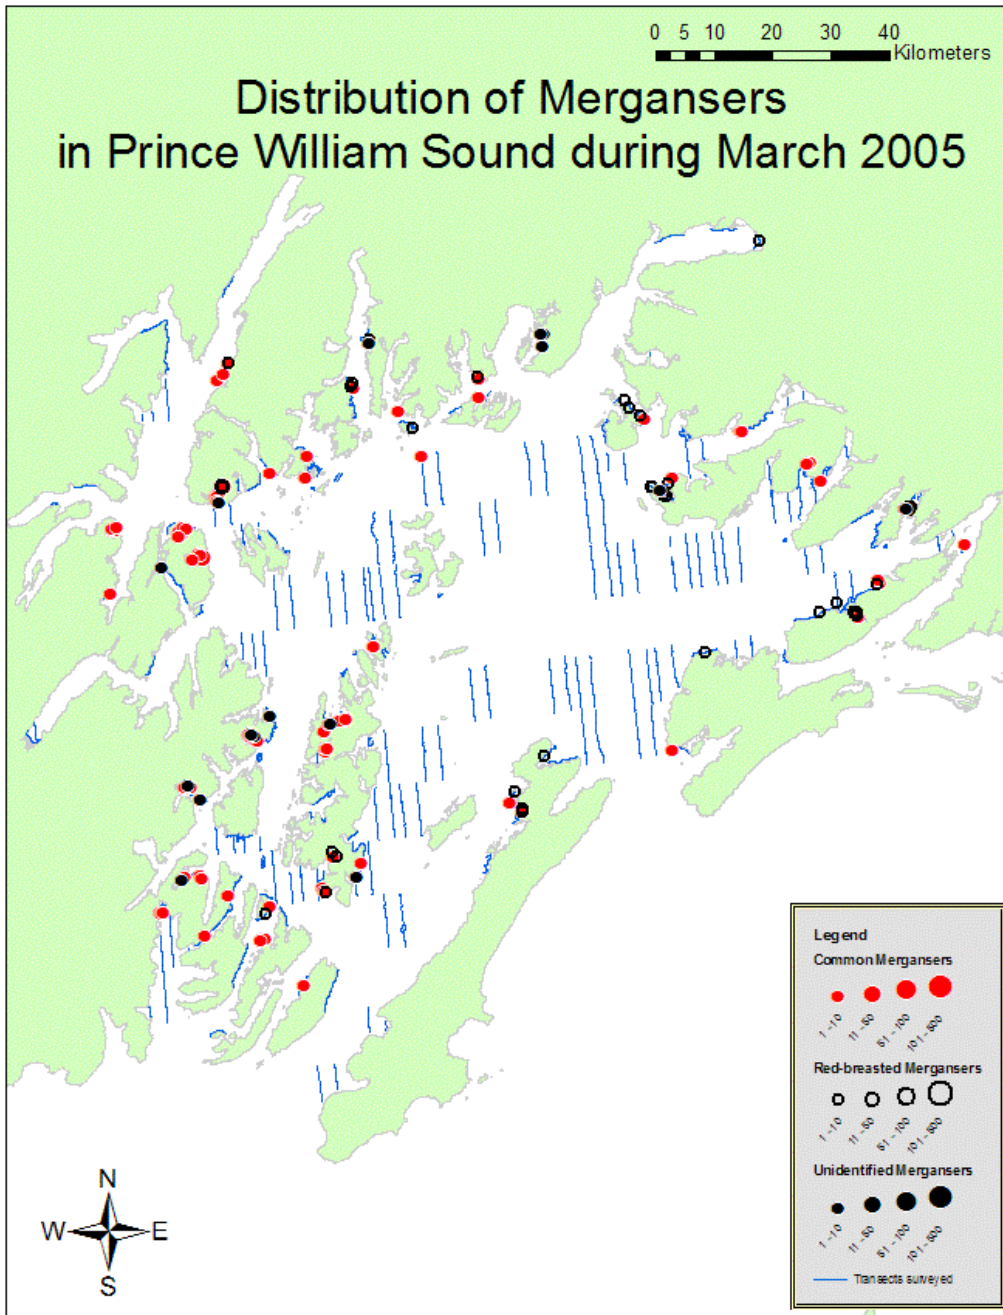 0 5 10 20 30 40
Kilometers
Distribution of Mergansers
in Prince William Sound during March 2005
Legend
Common Mergansers
1 - 10 11 - 50 51 - 100 101 - 500
Red-breasted Mergansers
1 - 10 11 - 50 51 - 100 101 - 500
Unidentified Mergansers
1 - 10 11 - 50 51 - 100 101 - 500
Transects surveyed
N
W E
S